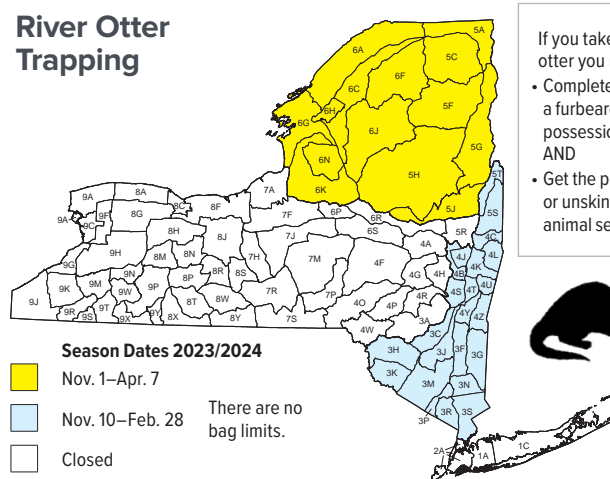 River Otter
Trapping
If you take
otter you
• Complete
a furbear
possessi
AND
• Get the p
or unskin
animal se
5A
6A
5C
6F
6C
6H
5F
6G
6J
5G
6N
5H
6K
5T
5J
7A
9A
8A
8C
8F
6P
6R
5S
9A
9F
9C
8G
7F
6S
5R
4C
8H
8J
7J
4A
4J
4L
9G
9H
8M
8N
7H
7M
4F
4G
4H
4B
4K
9K
9M
9N
9W
9P
8P
8R
8S
7R
7P
4O
4P
4R
4S
4T
4U
9J
9R
9S
9T
9X
9Y
8X
8T
8W
8Y
7S
4W
3A
3C
4Y
4Z
3H
3J
3F
3G
3K
3M
3N
3P
3R
3S
2A
1A
1C
Season Dates 2023/2024
Nov. 1–Apr. 7
Nov. 10–Feb. 28
There are no
bag limits.
Closed